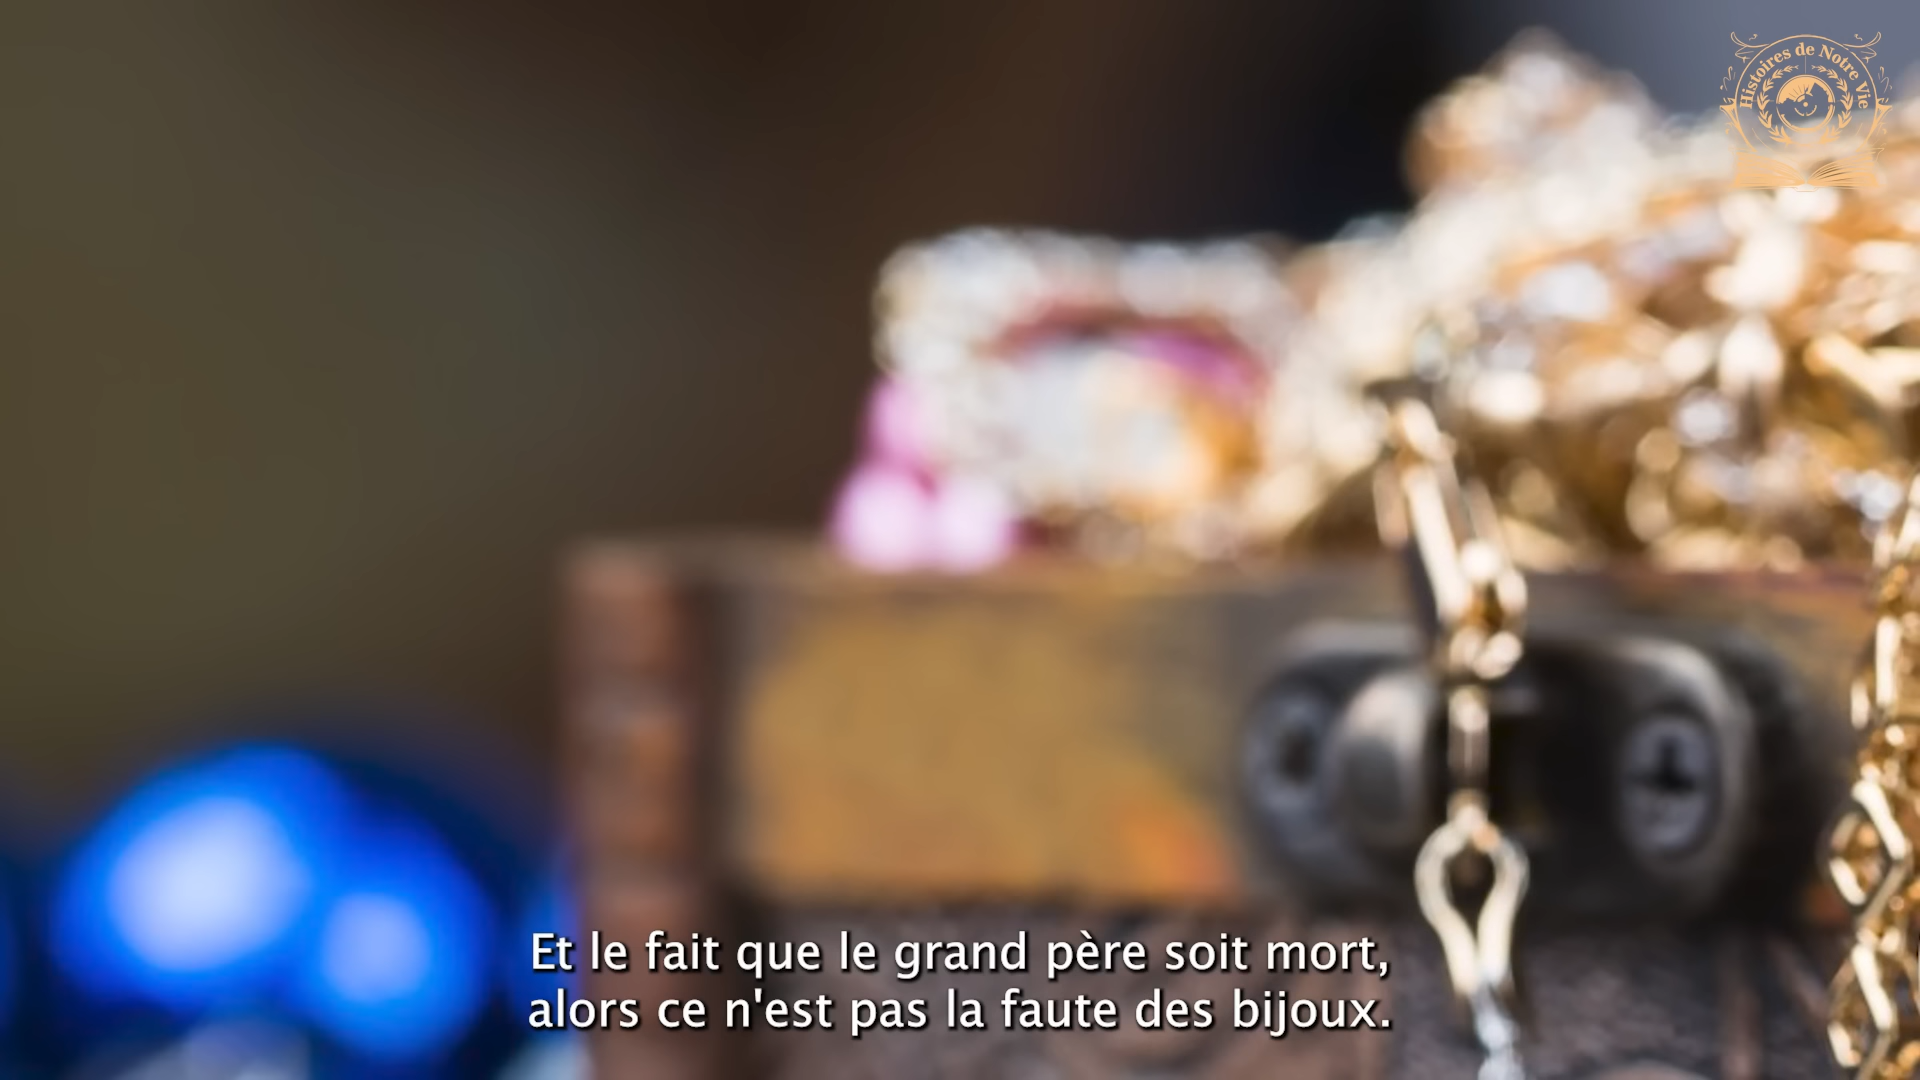 Histoires de Notre Vie
Et le fait que le grand père soit mort,
alors ce n'est pas la faute des bijoux.